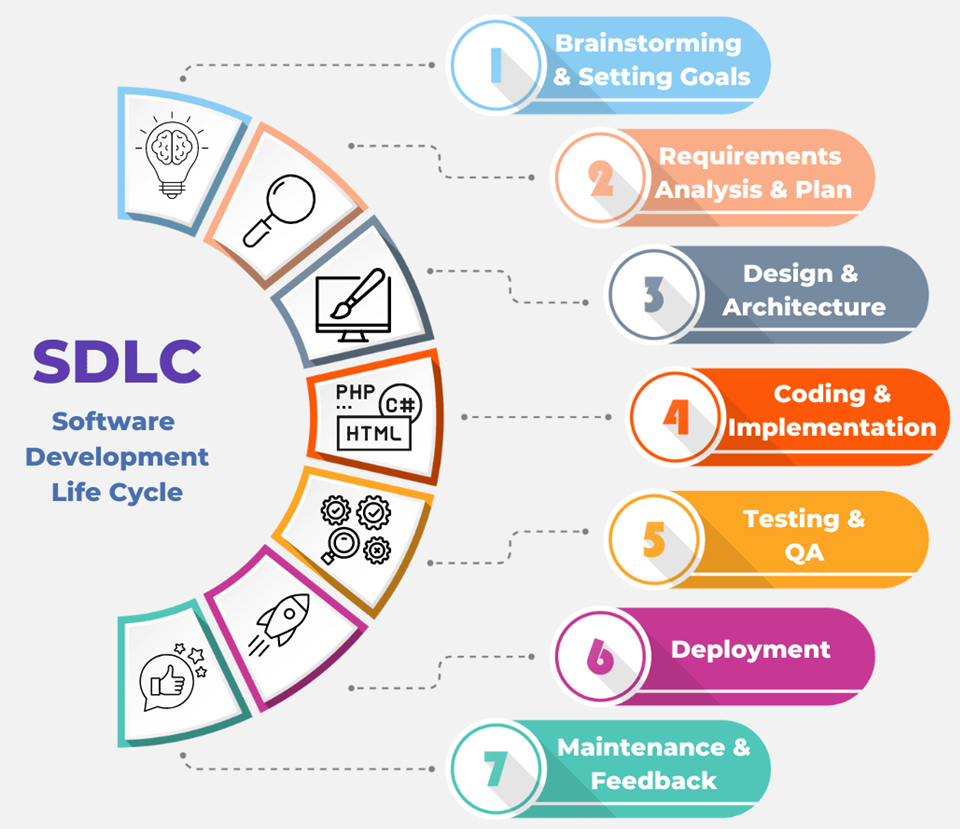 SDLC
Software
Development
Life Cycle
1
Brainstorming
& Setting Goals
2
Requirements
Analysis & Plan
3
Design &
Architecture
PHP
...
C#
HTML
4
Coding &
Implementation
5
Testing &
QA
6
Deployment
7
Maintenance &
Feedback